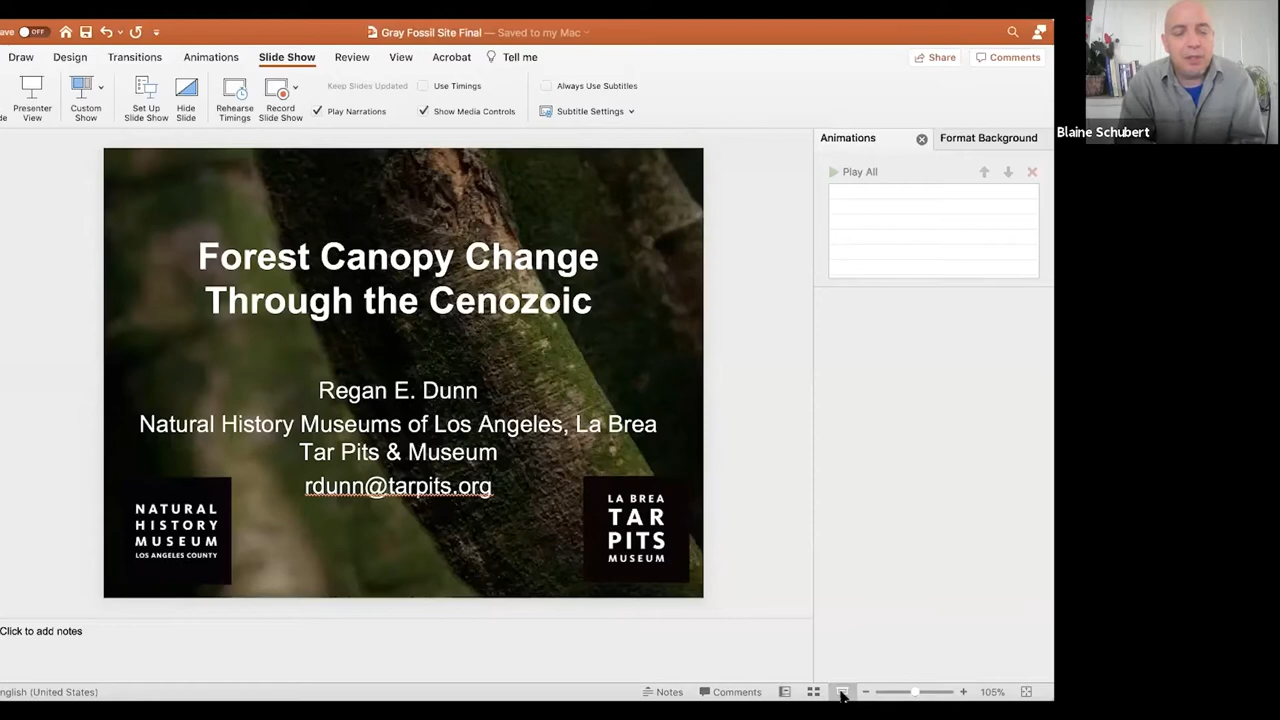 ave OFF
Gray Fossil Site Final — Saved to my Mac
Draw Design Transitions Animations Slide Show Review View Acrobat Tell me
Share Comments
Presenter
View
Custom
Show
Set Up
Slide Show
Hide
Slide
Rehearse
Timings
Record
Slide Show
Keep Slides Updated
Use Timings
Always Use Subtitles
Play Narrations
Show Media Controls
Subtitle Settings
Blaine Schubert
Animations
Format Background
Play All
Forest Canopy Change
Through the Cenozoic
Regan E. Dunn
Natural History Museums of Los Angeles, La Brea
Tar Pits & Museum
rdunn@tarpits.org
NATURAL
HISTORY
MUSEUM
LOS ANGELES COUNTY
LA BREA
TAR
PITS
MUSEUM
Click to add notes
nglish (United States)
Notes
Comments
105%